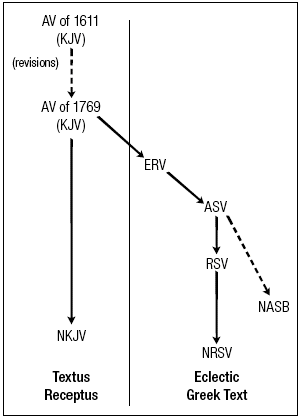 AV of 1611
(KJV)
(revisions)
AV of 1769
(KJV)
ERV
ASV
RSV
NASB
NKJV
NRSV
Textus
Receptus
Eclectic
Greek Text